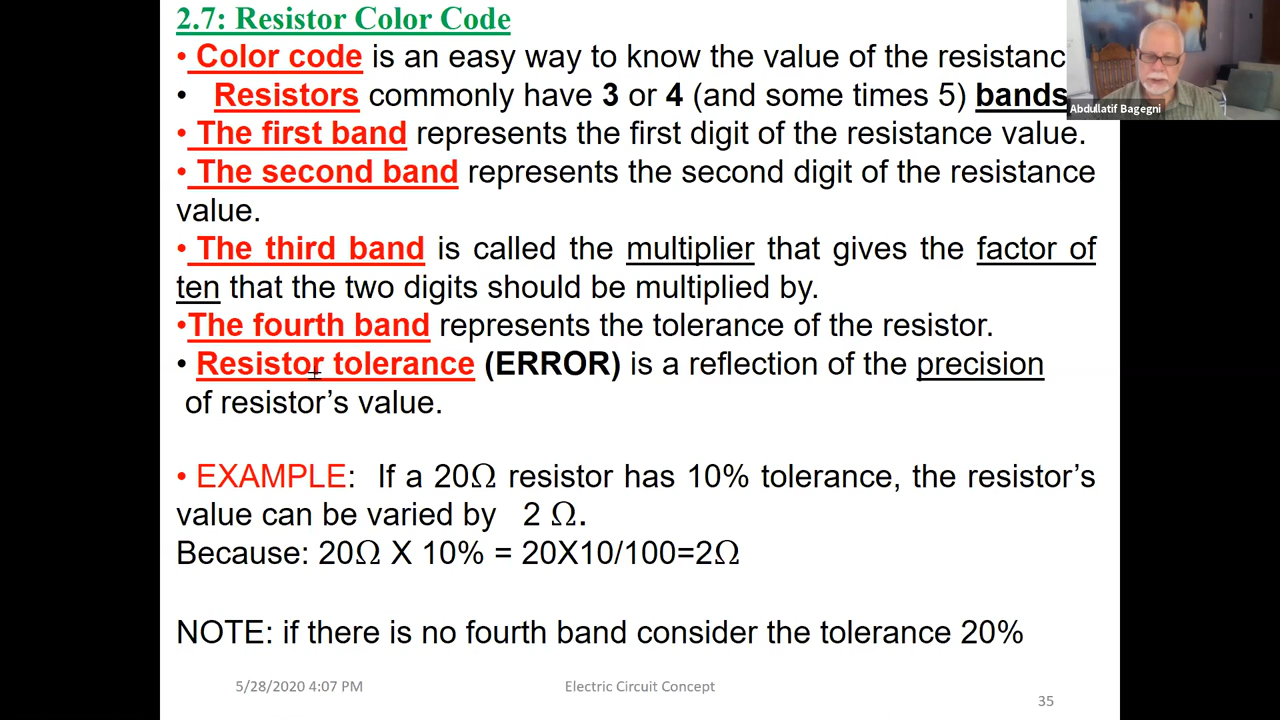 2.7: Resistor Color Code
• Color code is an easy way to know the value of the resistanc
Abdullatif Bagegni
• Resistors commonly have 3 or 4 (and some times 5) bands
• The first band represents the first digit of the resistance value.
• The second band represents the second digit of the resistance
value.
• The third band is called the multiplier that gives the factor of
ten that the two digits should be multiplied by.
•The fourth band represents the tolerance of the resistor.
• Resistor tolerance (ERROR) is a reflection of the precision
of resistor’s value.
• EXAMPLE: If a 20Ω resistor has 10% tolerance, the resistor’s
value can be varied by 2 Ω.
Because: 20Ω X 10% = 20X10/100=2Ω
NOTE: if there is no fourth band consider the tolerance 20%
5/28/2020 4:07 PM
Electric Circuit Concept
35